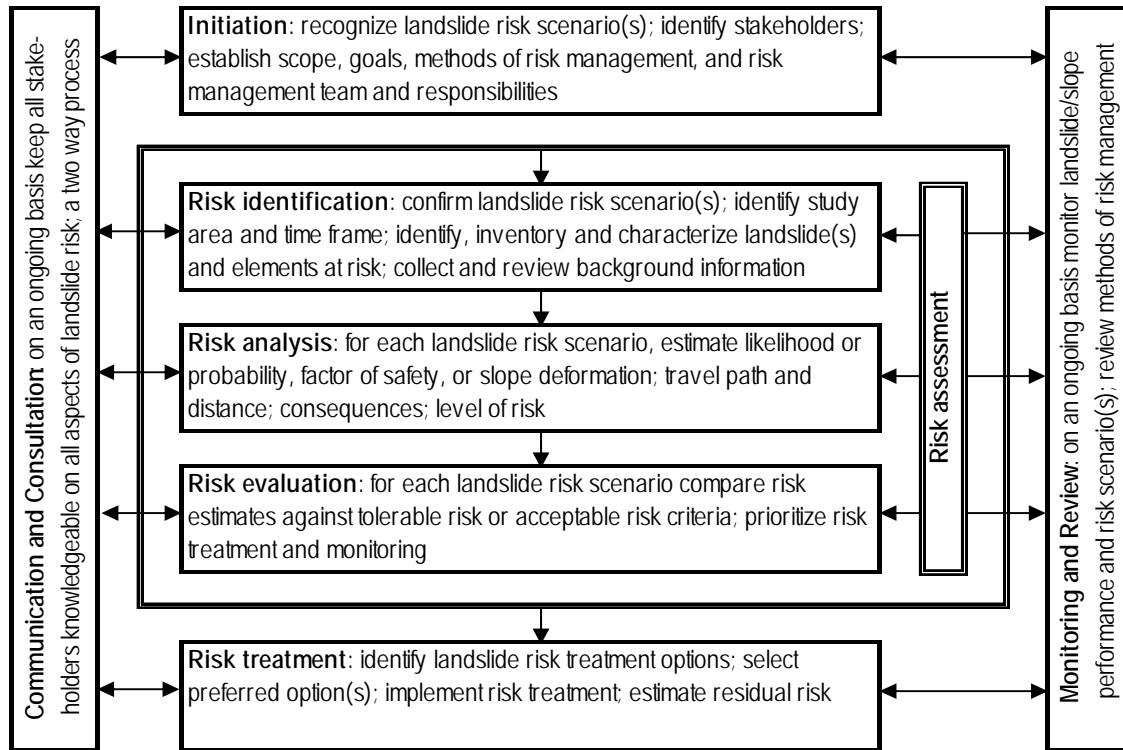 Communication and Consultation: on an ongoing basis keep all stake-
holders knowledgeable on all aspects of landslide risk; a two way process
Initiation: recognize landslide risk scenario(s); identify stakeholders;
establish scope, goals, methods of risk management, and risk
management team and responsibilities
Risk identification: confirm landslide risk scenario(s); identify study
area and time frame; identify, inventory and characterize landslide(s)
and elements at risk; collect and review background information
Risk analysis: for each landslide risk scenario, estimate likelihood or
probability, factor of safety, or slope deformation; travel path and
distance; consequences; level of risk
Risk evaluation: for each landslide risk scenario compare risk
estimates against tolerable risk or acceptable risk criteria; prioritize risk
treatment and monitoring
Risk assessment
Risk treatment: identify landslide risk treatment options; select
preferred option(s); implement risk treatment; estimate residual risk
Monitoring and Review: on an ongoing basis monitor landslide/slope
performance and risk scenario(s); review methods of risk management